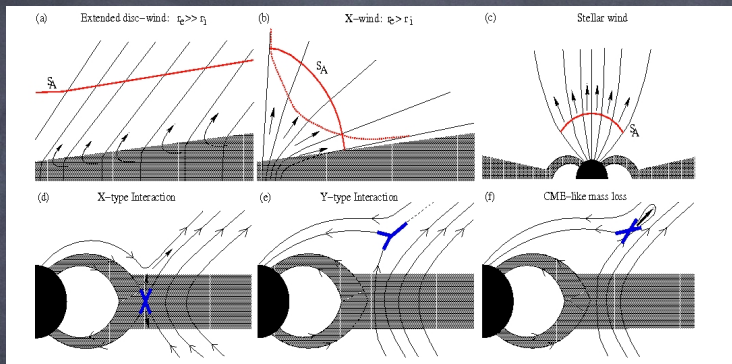 (a) Extended disc-wind: r_e >> r_i
(b) X-wind: r_e > r_i
(c) Stellar wind
S_A
S_A
S_A
(d) X-type Interaction
(e) Y-type Interaction
(f) CME-like mass loss